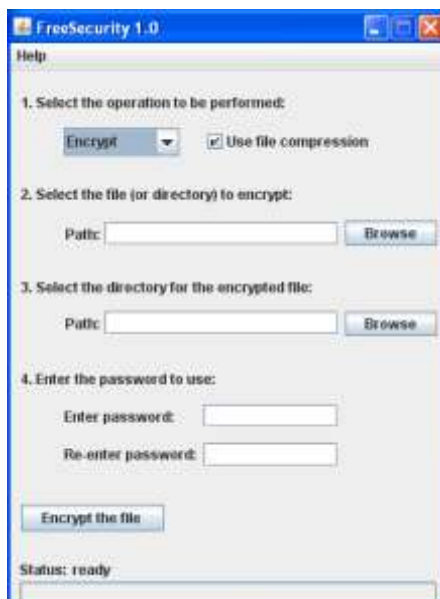 FreeSecurity 1.0
Help
1. Select the operation to be performed:
Encrypt Use file compression
2. Select the file (or directory) to encrypt:
Path: Browse
3. Select the directory for the encrypted file:
Path: Browse
4. Enter the password to use:
Enter password:
Re-enter password:
Encrypt the file
Status: ready